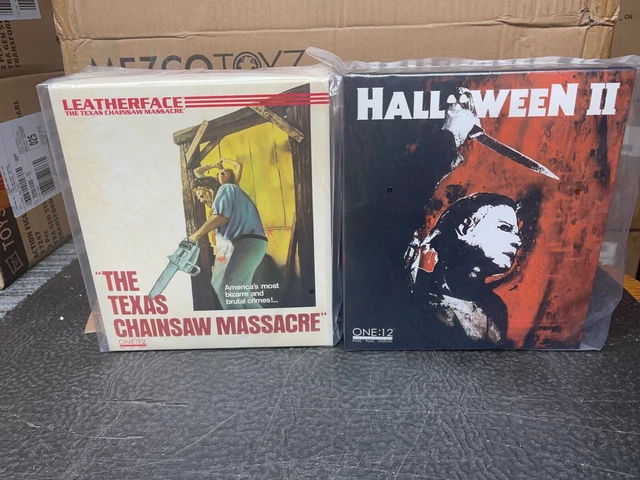 MEZCOTOYZ
LEATHERFACE
THE TEXAS CHAINSAW MASSACRE
America's most
bizarre and
brutal crimes!...
"THE
TEXAS
CHAINSAW MASSACRE"
ONE:12
HALLOWEEN II
ONE:12